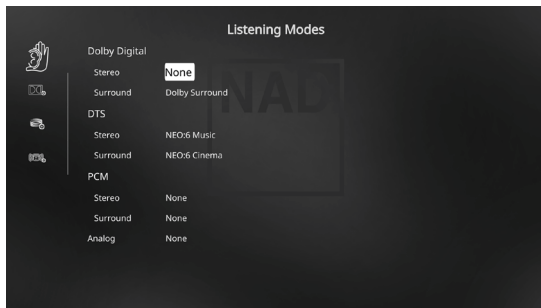 Listening Modes
Dolby Digital
Stereo None
Surround Dolby Surround
DTS
Stereo NEO:6 Music
Surround NEO:6 Cinema
PCM
Stereo None
Surround None
Analog None
NAD